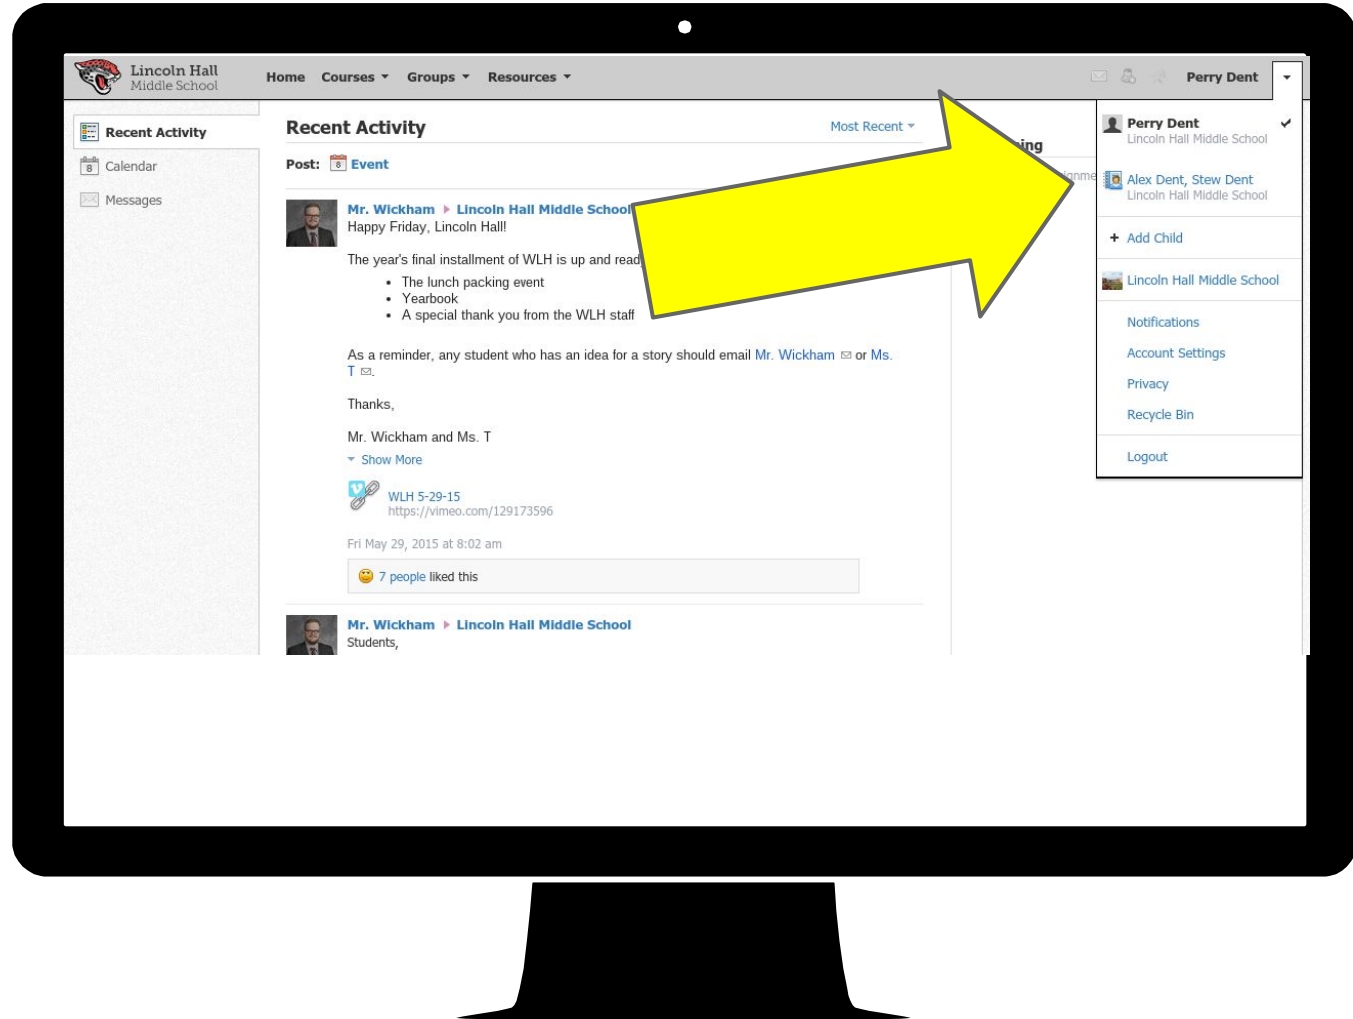 Lincoln Hall
Middle School
Home Courses Groups Resources
Perry Dent
Recent Activity
Calendar
8
Messages
Recent Activity
Most Recent
Post: 8 Event
Mr. Wickham Lincoln Hall Middle School
Happy Friday, Lincoln Hall!
The year's final installment of WLH is up and
• The lunch packing event
• Yearbook
• A special thank you from the WLH staff
As a reminder, any student who has an idea for a story should email Mr. Wickham or Ms.
T .
Thanks,
Mr. Wickham and Ms. T
Show More
WLH 5-29-15
https://vimeo.com/129173596
Fri May 29, 2015 at 8:02 am
7 people liked this
Mr. Wickham Lincoln Hall Middle School
Students,
Perry Dent
Lincoln Hall Middle School
Alex Dent, Stew Dent
Lincoln Hall Middle School
+ Add Child
Lincoln Hall Middle School
Notifications
Account Settings
Privacy
Recycle Bin
Logout